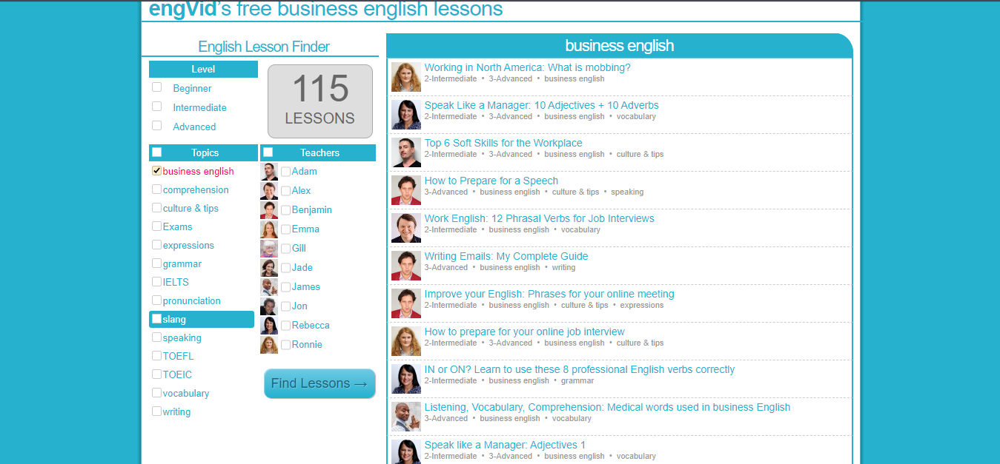 engVid's free business english lessons
English Lesson Finder
Level
Beginner
Intermediate
Advanced
115
LESSONS
Topics
business english
comprehension
culture & tips
Exams
expressions
grammar
IELTS
pronunciation
slang
speaking
TOEFL
TOEIC
vocabulary
writing
Teachers
Adam
Alex
Benjamin
Emma
Gill
Jade
James
Jon
Rebecca
Ronnie
Find Lessons →
business english
Working in North America: What is mobbing?
2-Intermediate • 3-Advanced • business english
Speak Like a Manager: 10 Adjectives + 10 Adverbs
2-Intermediate • 3-Advanced • business english • vocabulary
Top 6 Soft Skills for the Workplace
2-Intermediate • 3-Advanced • business english • culture & tips
How to Prepare for a Speech
3-Advanced • business english • culture & tips • speaking
Work English: 12 Phrasal Verbs for Job Interviews
2-Intermediate • business english • vocabulary
Writing Emails: My Complete Guide
3-Advanced • business english • writing
Improve your English: Phrases for your online meeting
2-Intermediate • business english • culture & tips • expressions
How to prepare for your online job interview
2-Intermediate • 3-Advanced • business english • culture & tips
IN or ON? Learn to use these 8 professional English verbs correctly
2-Intermediate • business english • grammar
Listening, Vocabulary, Comprehension: Medical words used in business English
3-Advanced • business english • vocabulary
Speak like a Manager: Adjectives 1
2-Intermediate • 3-Advanced • business english • vocabulary